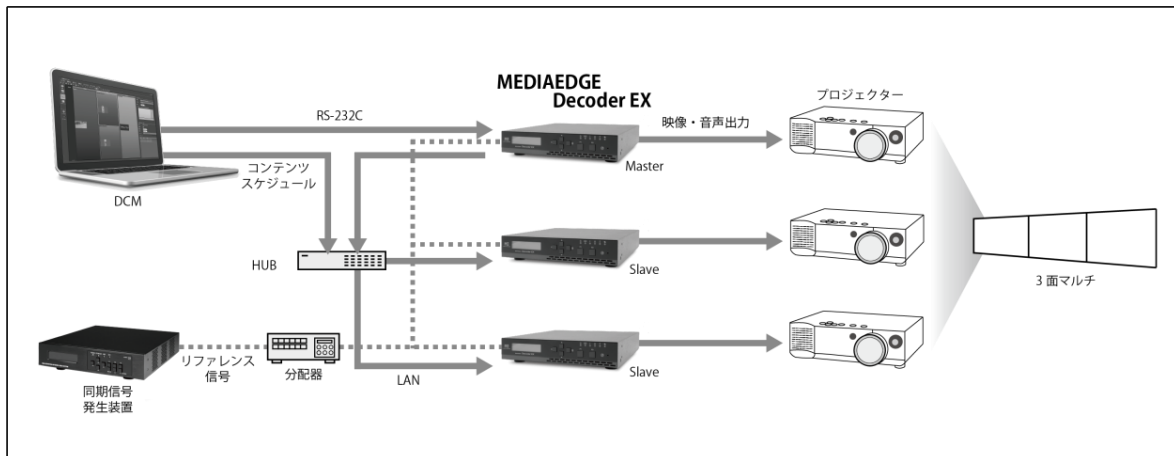 MEDIAEDGE
Decoder EX
プロジェクター
RS-232C
映像・音声出力
コンテンツ
スケジュール
Master
DCM
HUB
Slave
3 面マルチ
リファレンス
信号
分配器
LAN
Slave
同期信号
発生装置